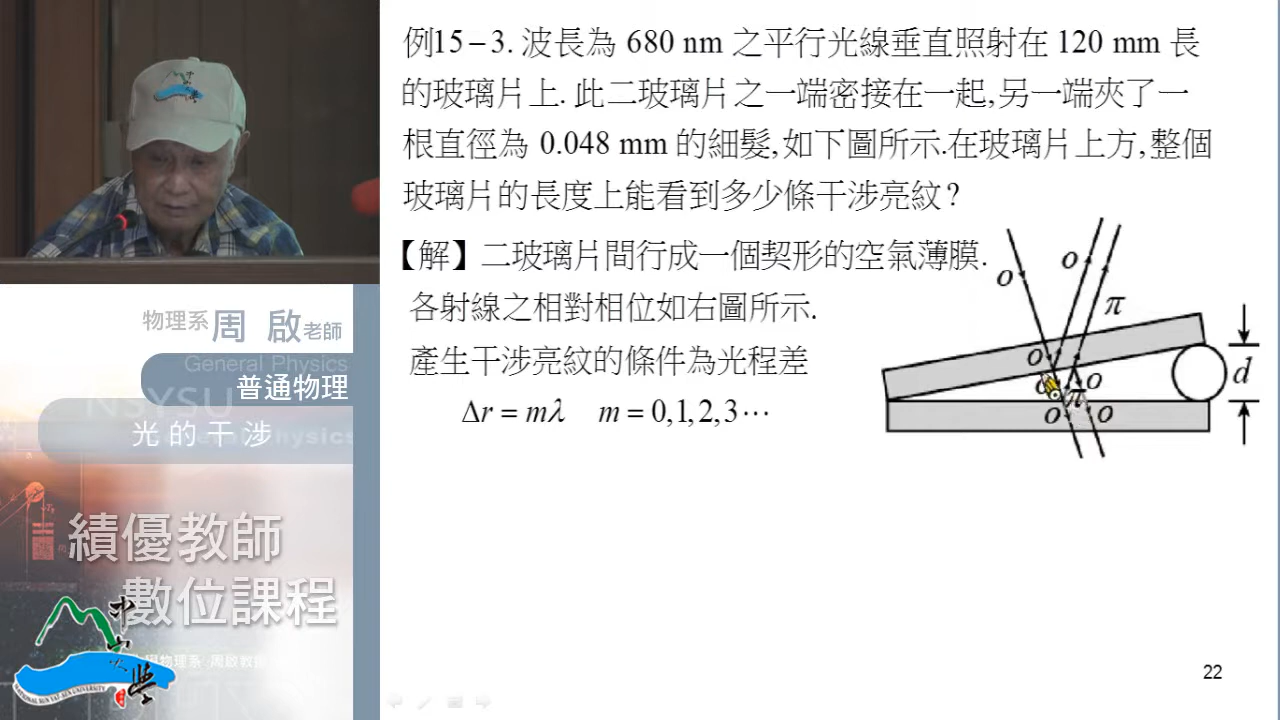 例15－3. 波長為 680 nm 之平行光線垂直照射在 120 mm 長
的玻璃片上. 此二玻璃片之一端密接在一起,另一端夾了一
根直徑為 0.048 mm 的細髮,如下圖所示.在玻璃片上方,整個
玻璃片的長度上能看到多少條干涉亮紋?
【解】二玻璃片間行成一個契形的空氣薄膜.
各射線之相對相位如右圖所示.
產生干涉亮紋的條件為光程差
Δr = mλ m = 0,1,2,3⋯
o
o
π
o
o
π
o
o
d
物理系周 啟老師
General Physics
普通物理
NSYSU
光的干涉
績優教師
數位課程
22